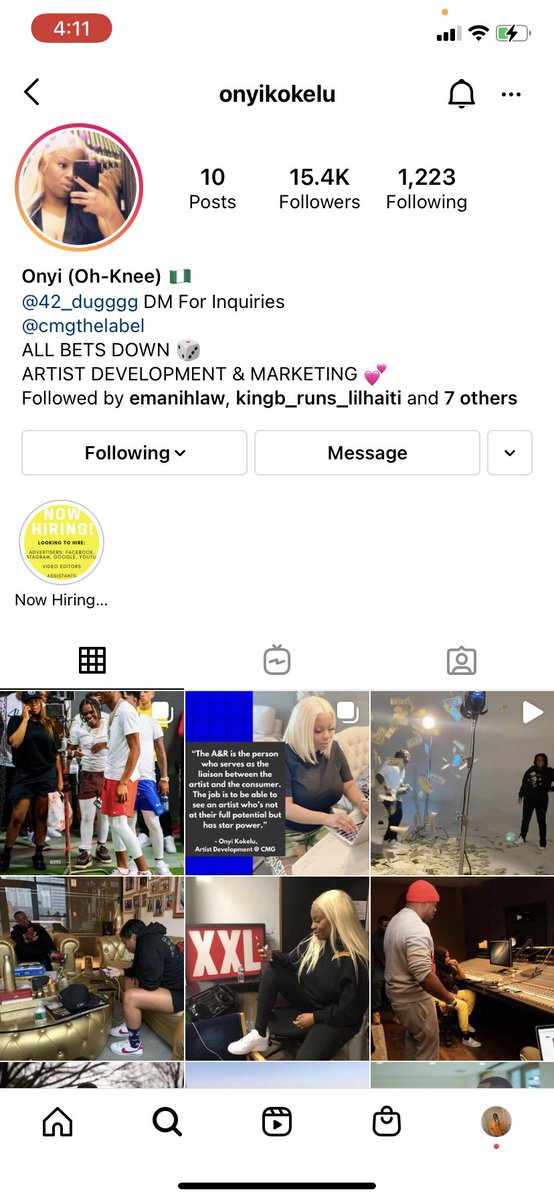 4:11
onyikokelu
10
15.4K
1,223
Posts
Followers
Following
Onyi (Oh-Knee) 🇳🇬
@42_dugggg DM For Inquiries
@cmgthelabel
ALL BETS DOWN 🎲
ARTIST DEVELOPMENT & MARKETING 💕
Followed by emanihlaw, kingb_runs_lilhaiti and 7 others
Following
Message
NOW
HIRING!
LOOKING TO HIRE:
ADVERTISERS: FACEBOOK,
STAGRAM, GOOGLE, YOUTU
VIDEO EDITORS
ASSISTANTS
Now Hiring...
"The A&R is the person
who serves as the
liaison between the
artist and the consumer.
The job is to be able to
see an artist who's not
at their full potential but
has star power."
- Onyi Kokelu,
Artist Development @ CMG
XXL